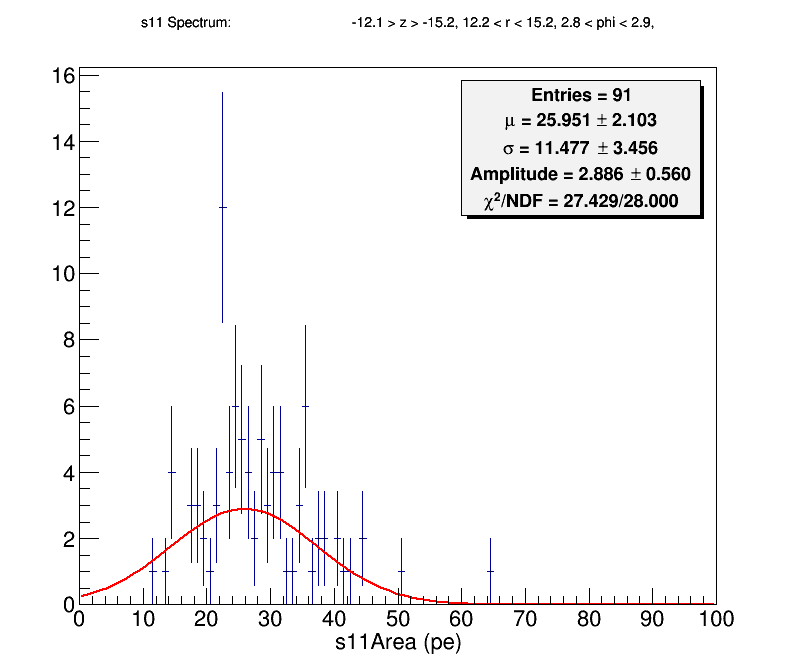 s11 Spectrum: -12.1 > z > -15.2, 12.2 < r < 15.2, 2.8 < phi < 2.9,
Entries = 91
μ = 25.951 ± 2.103
σ = 11.477 ± 3.456
Amplitude = 2.886 ± 0.560
χ²/NDF = 27.429/28.000
16
14
12
10
8
6
4
2
0
0 10 20 30 40 50 60 70 80 90 100
s11Area (pe)